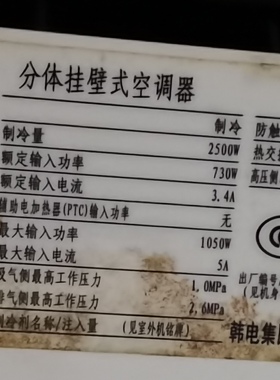 分体挂壁式空调器
制冷 防触
制冷量 2500W 热交
额定输入功率 730W 高压侧
额定输入电流 3.4A
辅助电加热器(PTC)输入功率 无
最大输入功率 1050W
最大输入电流 5A
吸气侧最高工作压力 1.0MPa 出厂编号
排气侧最高工作压力 2.6MPa (见机身
制冷剂名称/注入量 (见室外机铭牌) 韩电集团